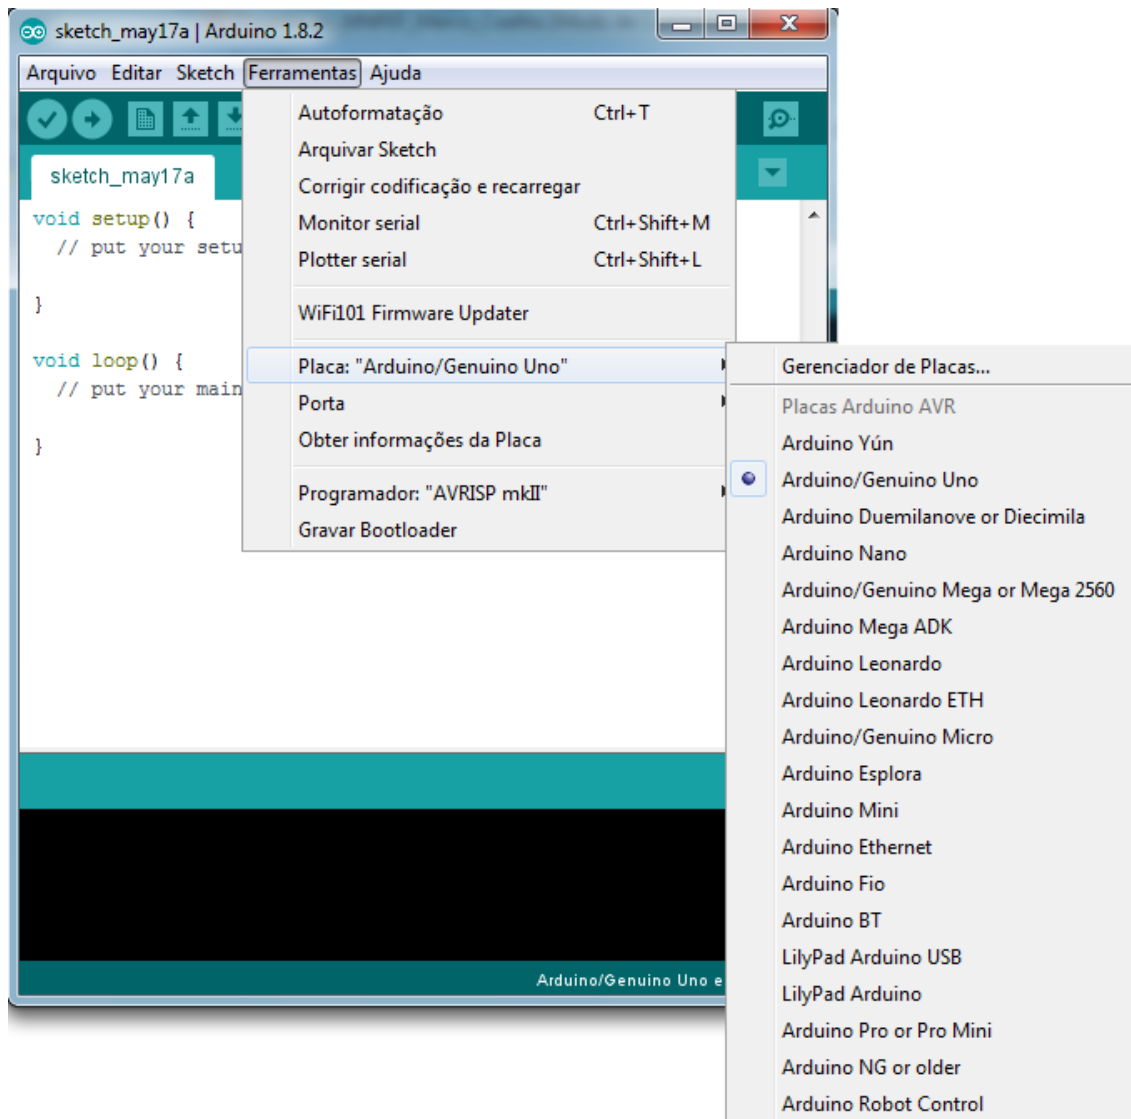 sketch_may17a | Arduino 1.8.2
Arquivo Editar Sketch Ferramentas Ajuda
sketch_may17a
void setup() {
// put your setu
}
void loop() {
// put your main
}
Autoformatação Ctrl+T
Arquivar Sketch
Corrigir codificação e recarregar
Monitor serial Ctrl+Shift+M
Plotter serial Ctrl+Shift+L
WiFi101 Firmware Updater
Placa: "Arduino/Genuino Uno"
Porta
Obter informações da Placa
Programador: "AVRISP mkII"
Gravar Bootloader
Gerenciador de Placas...
Placas Arduino AVR
Arduino Yún
Arduino/Genuino Uno
Arduino Duemilanove or Diecimila
Arduino Nano
Arduino/Genuino Mega or Mega 2560
Arduino Mega ADK
Arduino Leonardo
Arduino Leonardo ETH
Arduino/Genuino Micro
Arduino Esplora
Arduino Mini
Arduino Ethernet
Arduino Fio
Arduino BT
LilyPad Arduino USB
LilyPad Arduino
Arduino Pro or Pro Mini
Arduino NG or older
Arduino Robot Control
Arduino/Genuino Uno e